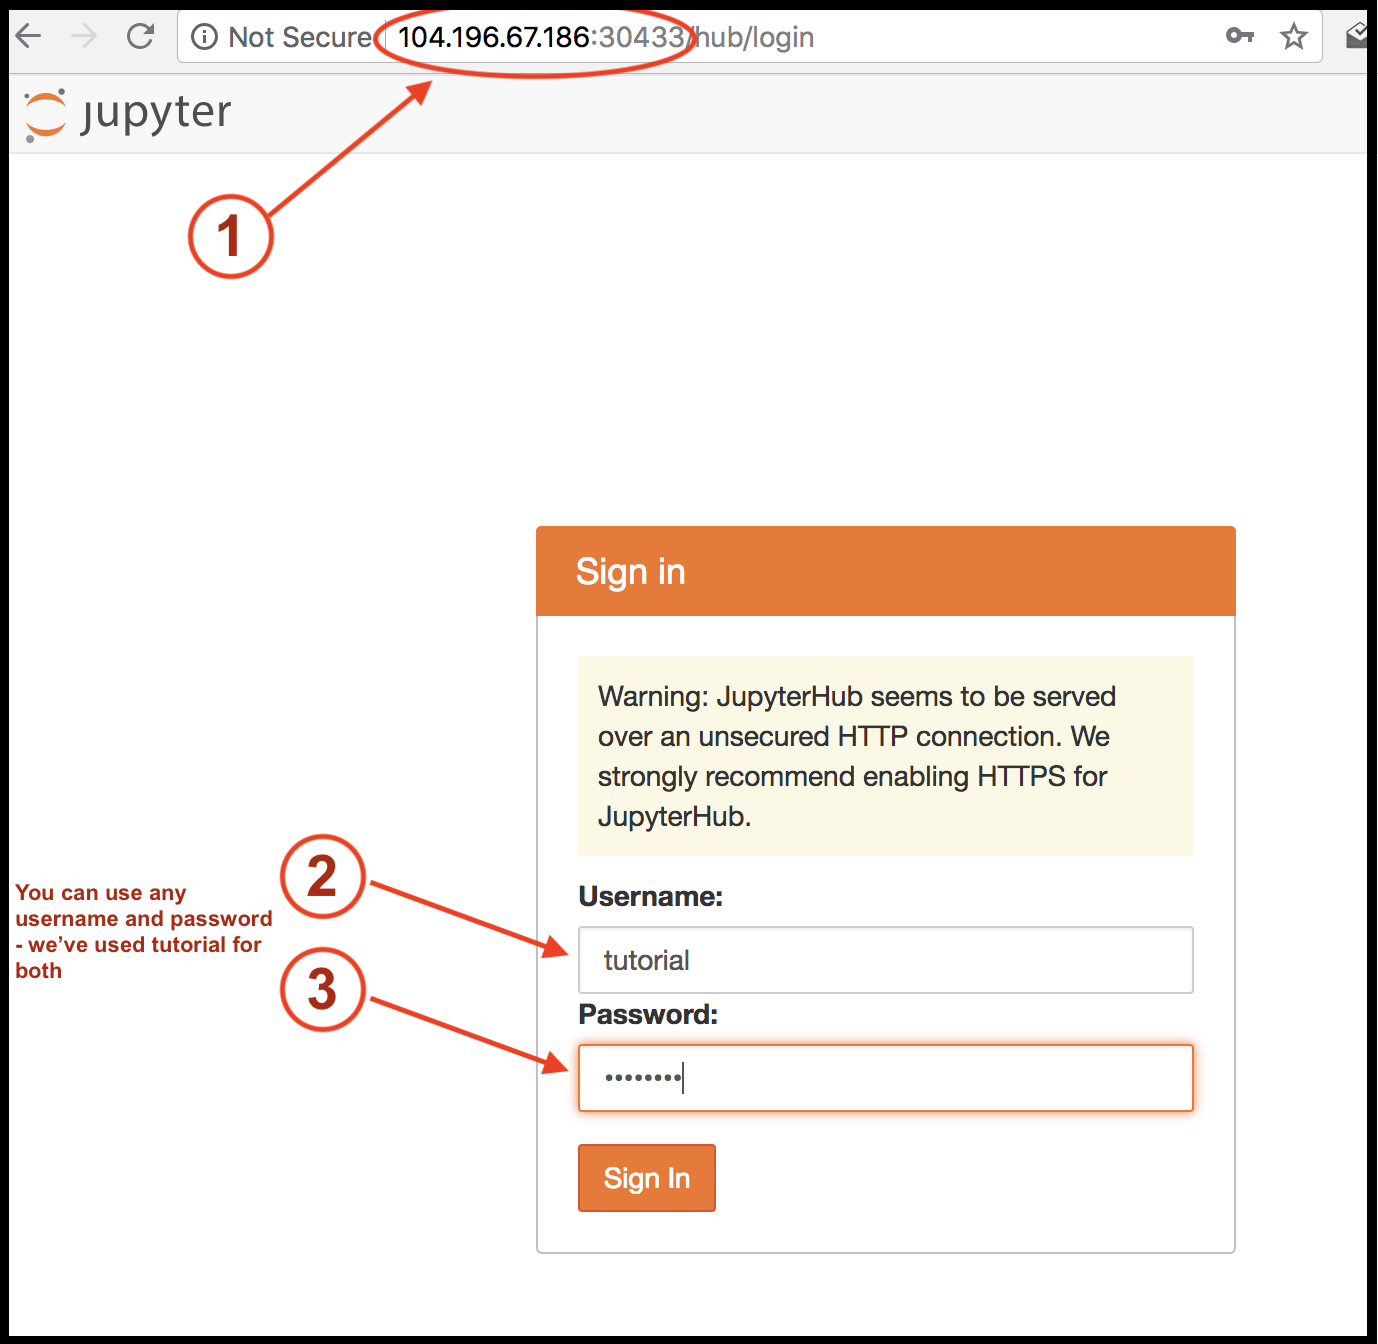 Not Secure 104.196.67.186:30433/hub/login
jupyter
1
Sign in
Warning: JupyterHub seems to be served
over an unsecured HTTP connection. We
strongly recommend enabling HTTPS for
JupyterHub.
2
Username:
You can use any
username and password
- we’ve used tutorial for
both
tutorial
3
Password:
••••••••
Sign In